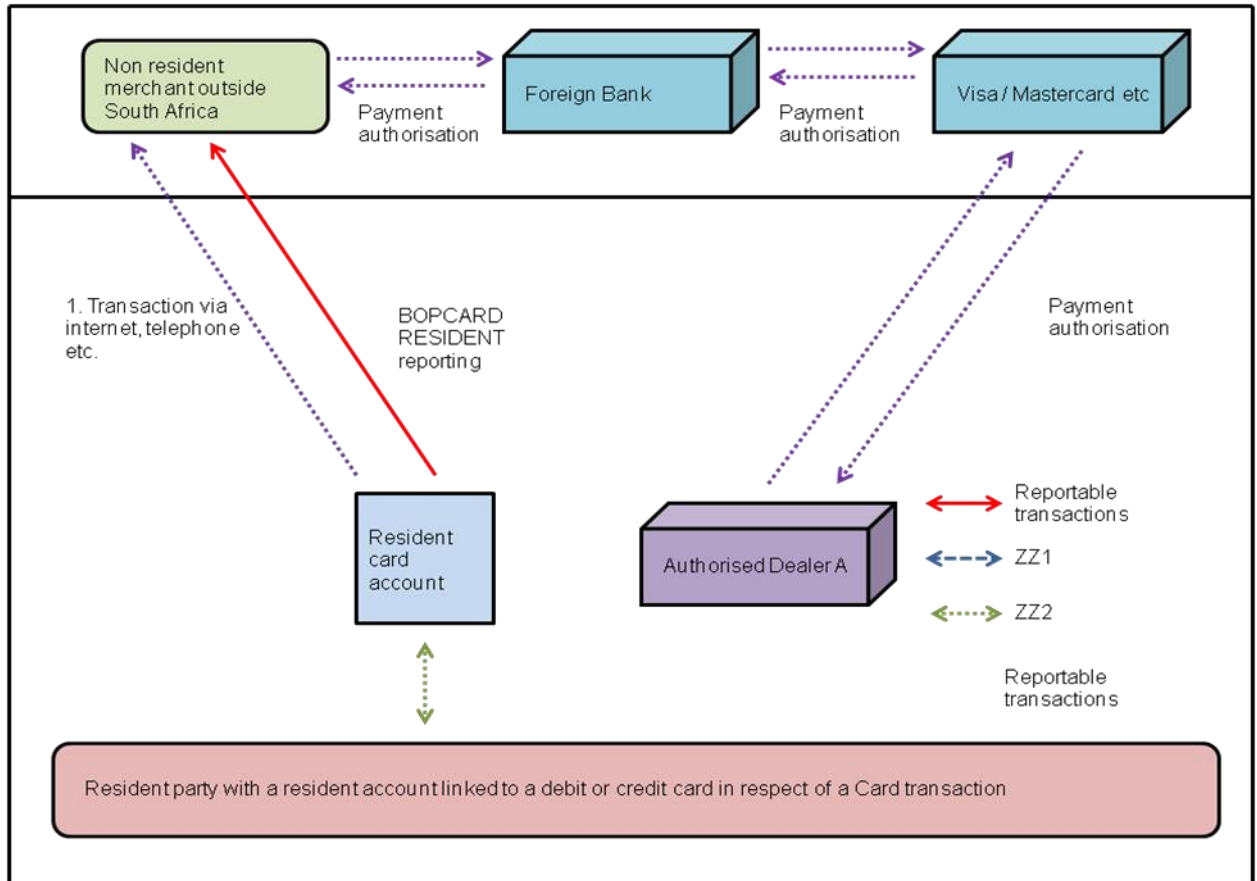 Non resident
merchant outside
South Africa
Payment
authorisation
Foreign Bank
Payment
authorisation
Visa / Mastercard etc
1. Transaction via
internet, telephone
etc.
BOPCARD
RESIDENT
reporting
Payment
authorisation
Resident
card
account
Authorised Dealer A
Reportable
transactions
ZZ1
ZZ2
Reportable
transactions
Resident party with a resident account linked to a debit or credit card in respect of a Card transaction